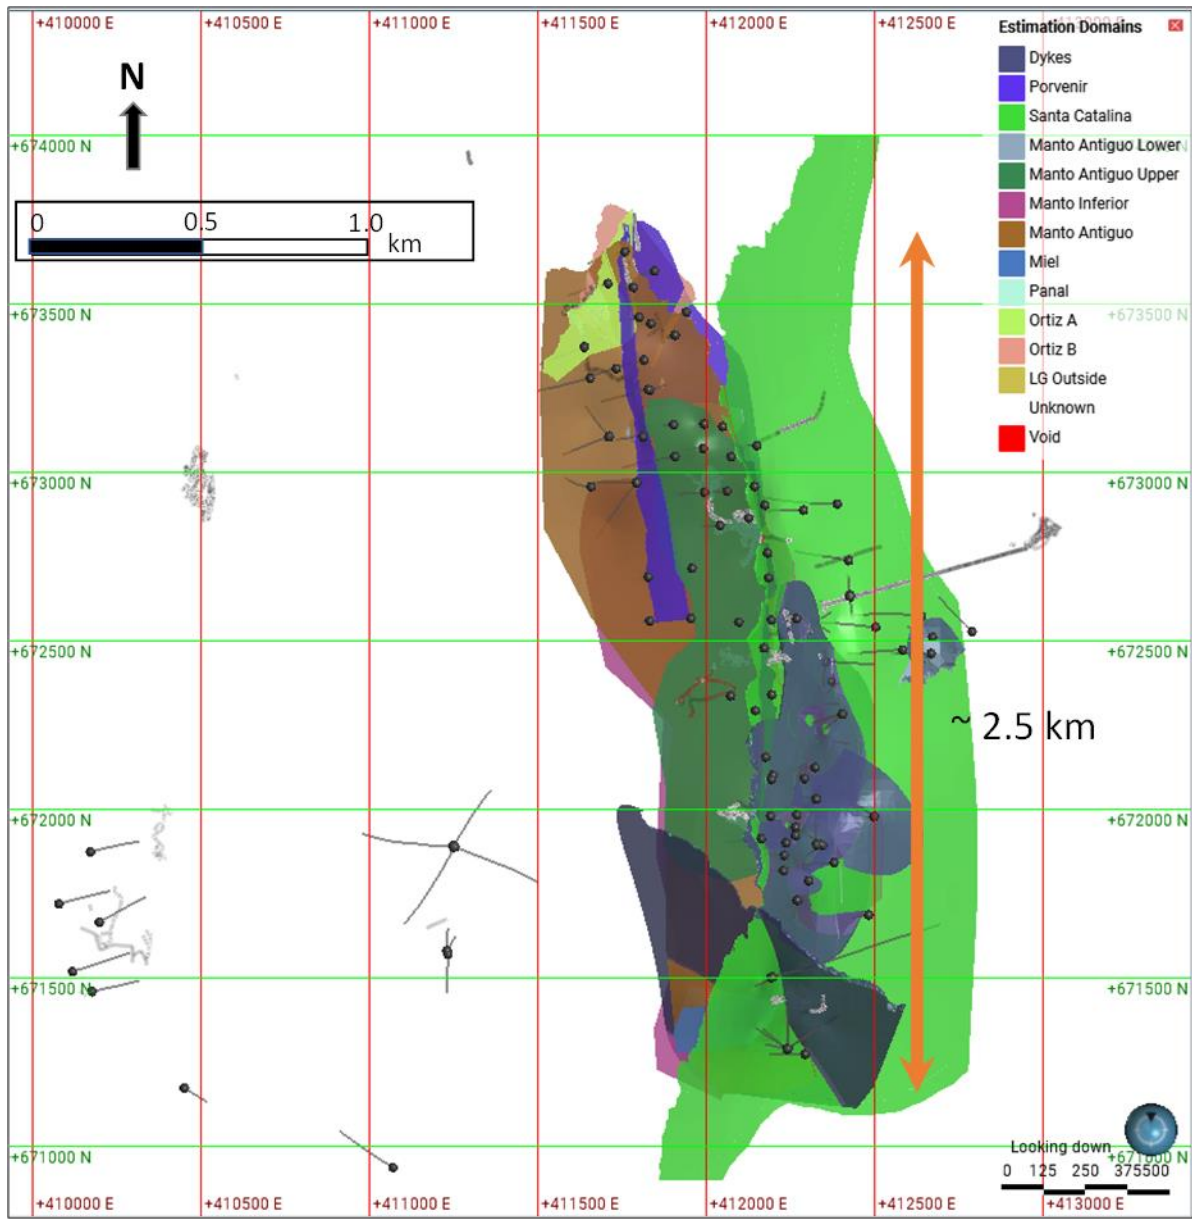 +410000 E
+410500 E
+411000 E
+411500 E
+412000 E
+412500 E
Estimation Domains
Dykes
Porvenir
Santa Catalina
Manto Antiguo Lower
Manto Antiguo Upper
Manto Inferior
Manto Antiguo
Miel
Panal
Ortiz A
Ortiz B
LG Outside
Unknown
Void
N
+674000 N
0 0.5 1.0
km
+673500 N
+673500 N
+673000 N
+673000 N
+672500 N
+672500 N
~ 2.5 km
+672000 N
+672000 N
+671500 N
+671500 N
+671000 N
Looking down
0 125 250 375500
+410000 E
+410500 E
+411000 E
+411500 E
+412000 E
+412500 E
+413000 E